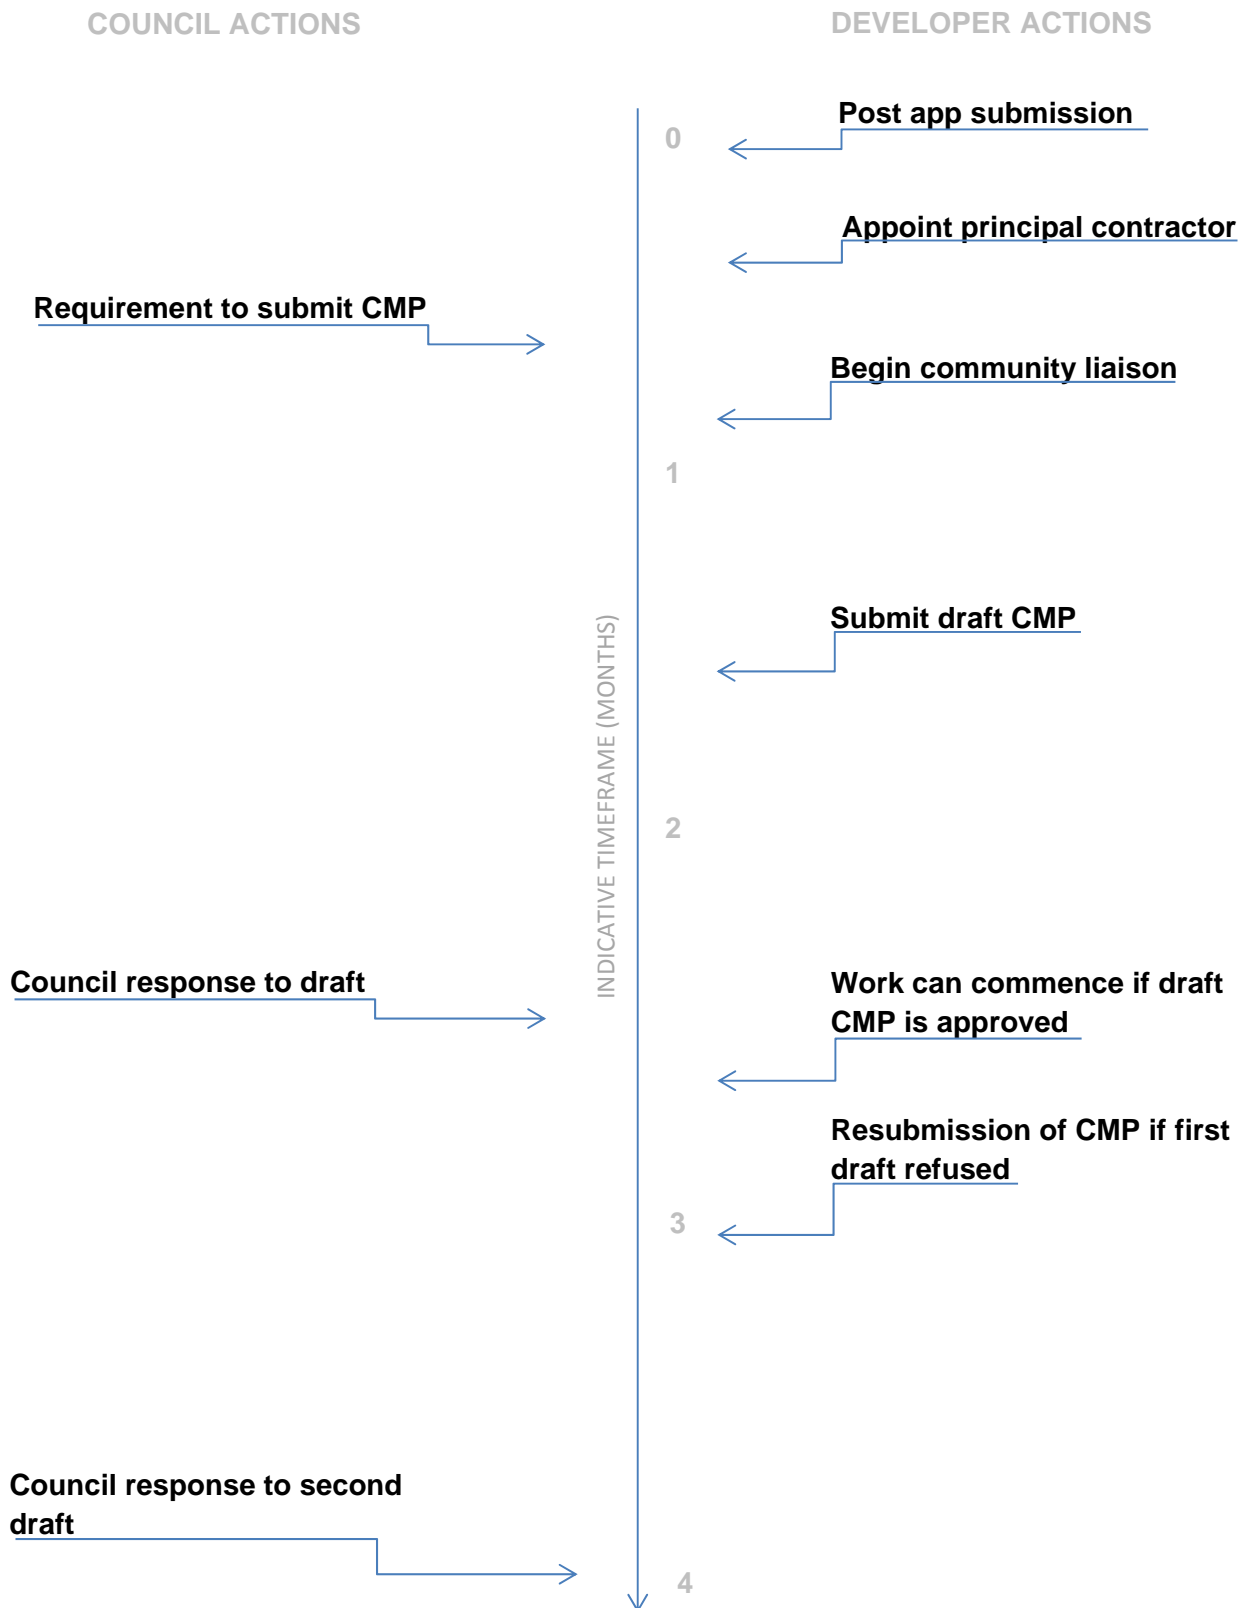 COUNCIL ACTIONS
DEVELOPER ACTIONS
Post app submission
0
Appoint principal contractor
Requirement to submit CMP
Begin community liaison
1
Submit draft CMP
INDICATIVE TIMEFRAME (MONTHS)
2
Council response to draft
Work can commence if draft
CMP is approved
Resubmission of CMP if first
draft refused
3
Council response to second
draft
4